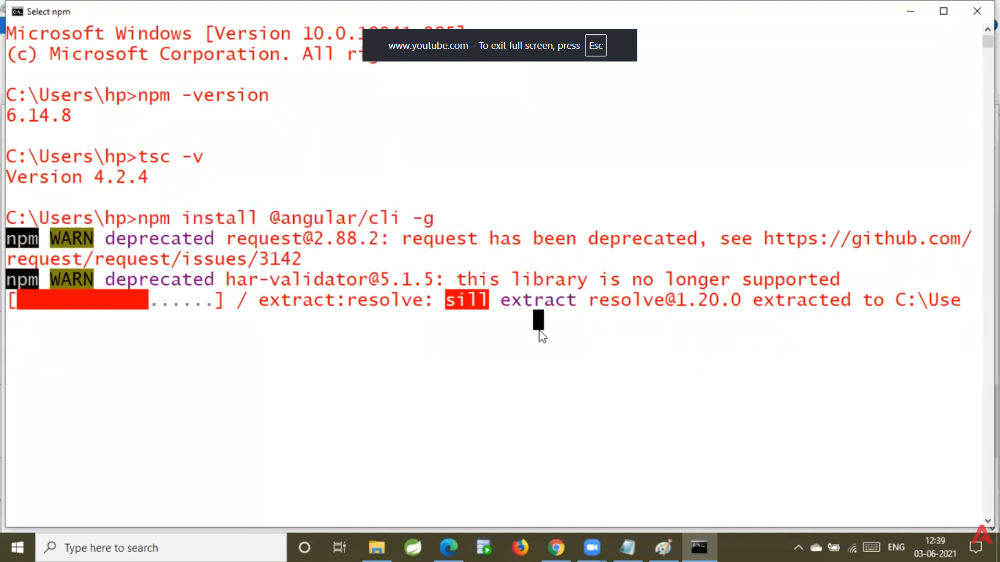 Select npm
Microsoft Windows [Version 10.0.
www.youtube.com – To exit full screen, press Esc
(c) Microsoft Corporation. All
C:\Users\hp>npm -version
6.14.8
C:\Users\hp>tsc -v
Version 4.2.4
C:\Users\hp>npm install @angular/cli -g
npm WARN deprecated request@2.88.2: request has been deprecated, see https://github.com/
request/request/issues/3142
npm WARN deprecated har-validator@5.1.5: this library is no longer supported
[ ......] / extract:resolve: sill extract resolve@1.20.0 extracted to C:\Use
Type here to search
ENG
12:39
03-06-2021